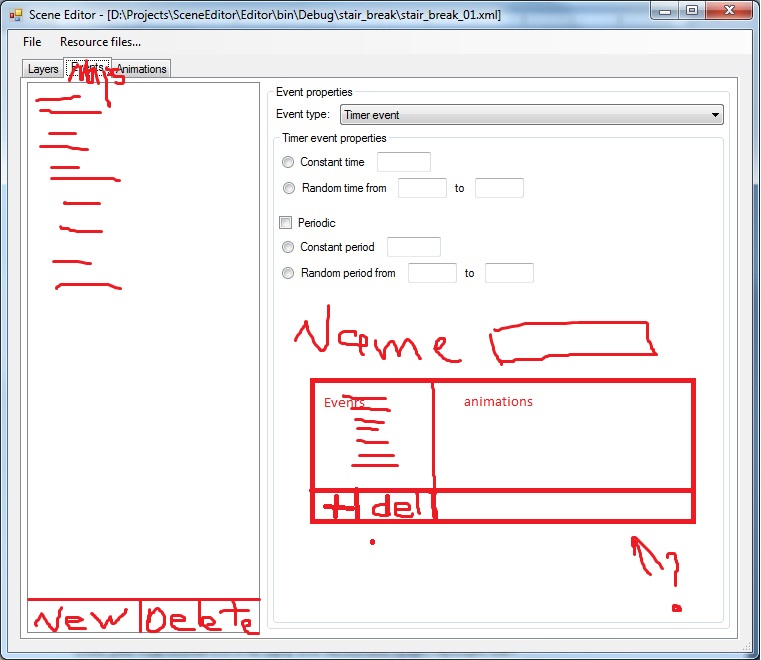 Scene Editor - [D:\Projects\SceneEditor\Editor\bin\Debug\stair_break\stair_break_01.xml]
File Resource files...
Layers Events Animations
Maps
Event properties
Event type: Timer event
Timer event properties
Constant time
Random time from to
Periodic
Constant period
Random period from to
Name
Events animations
+ del
?
New Delete